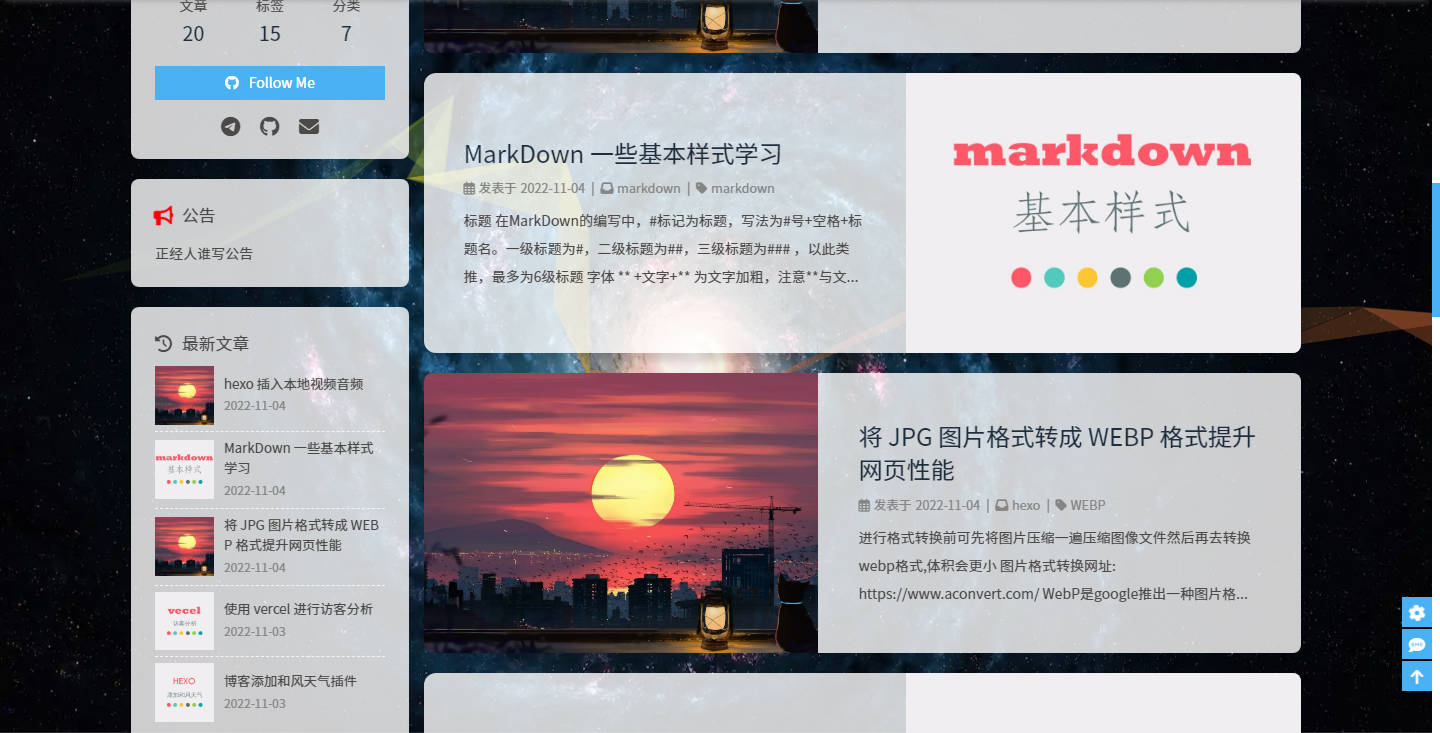 文章 标签 分类
20 15 7
Follow Me
公告
正经人谁写公告
最新文章
hexo 插入本地视频音频
2022-11-04
markdown
基本样式
MarkDown 一些基本样式
学习
2022-11-04
将 JPG 图片格式转成 WEB
P 格式提升网页性能
2022-11-04
vecel
访客分析
使用 vercel 进行访客分析
2022-11-03
HEXO
添加和风天气
博客添加和风天气插件
2022-11-03
MarkDown 一些基本样式学习
发表于 2022-11-04 | markdown | markdown
标题 在MarkDown的编写中，#标记为标题，写法为#号+空格+标
题名。一级标题为#，二级标题为##，三级标题为### ，以此类
推，最多为6级标题 字体 ** +文字+** 为文字加粗，注意**与文...
markdown
基本样式
将 JPG 图片格式转成 WEBP 格式提升
网页性能
发表于 2022-11-04 | hexo | WEBP
进行格式转换前可先将图片压缩一遍压缩图像文件然后再去转换
webp格式,体积会更小 图片格式转换网址:
https://www.aconvert.com/ WebP是google推出一种图片格...